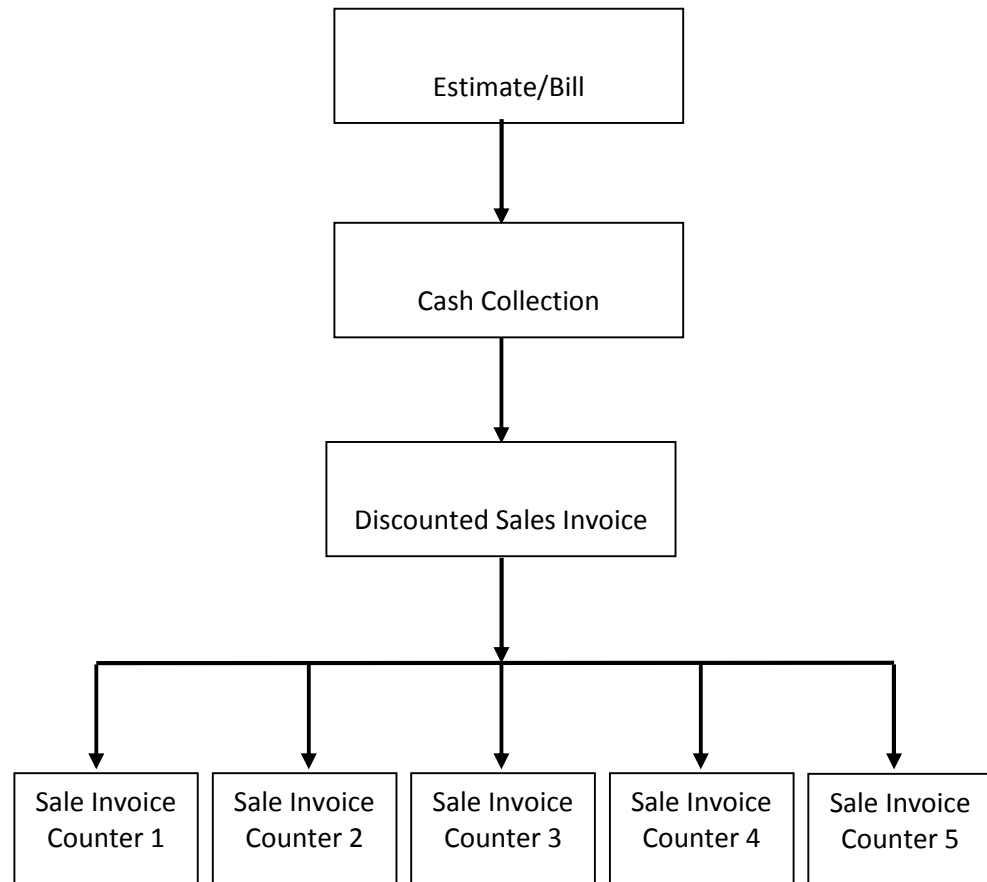 Estimate/Bill
Cash Collection
Discounted Sales Invoice
Sale Invoice
Counter 1
Sale Invoice
Counter 2
Sale Invoice
Counter 3
Sale Invoice
Counter 4
Sale Invoice
Counter 5